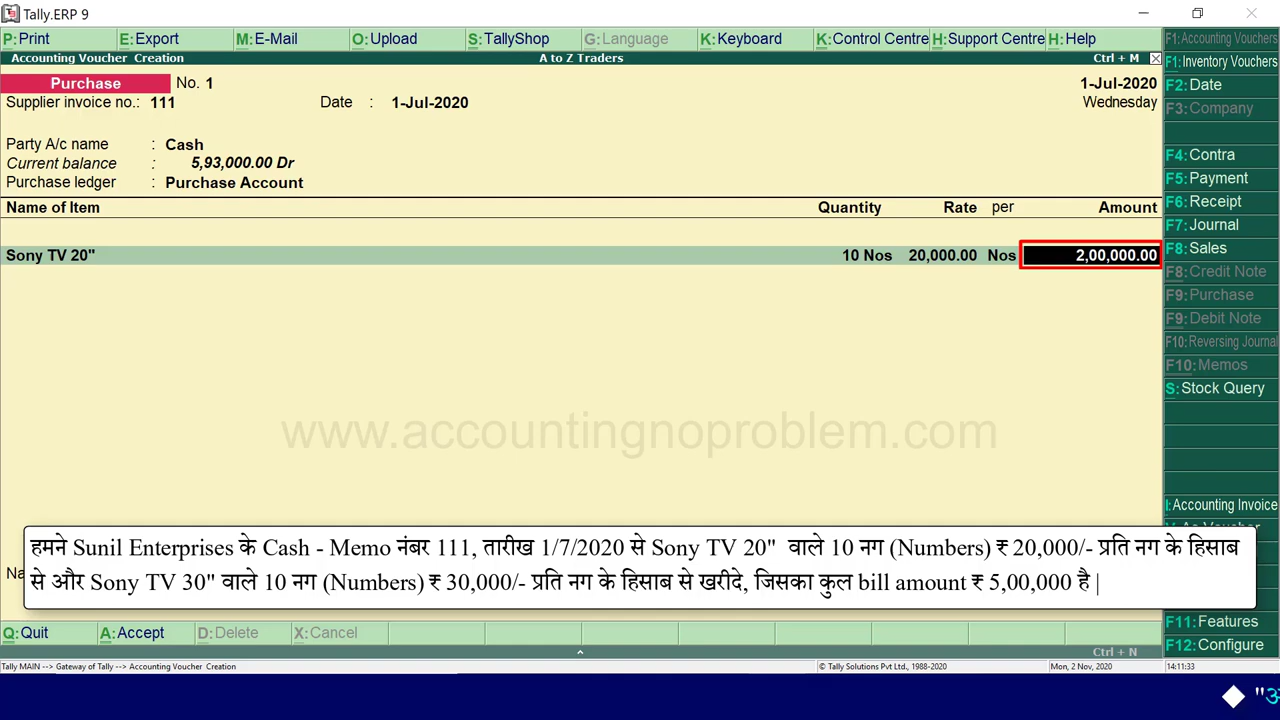 Tally.ERP 9
P: Print E: Export M: E-Mail O: Upload S: TallyShop G: Language K: Keyboard K: Control Centre H: Support Centre H: Help
Accounting Voucher Creation A to Z Traders Ctrl + M
Purchase No. 1 1-Jul-2020
Supplier invoice no.: 111 Date : 1-Jul-2020 Wednesday
Party A/c name : Cash
Current balance : 5,93,000.00 Dr
Purchase ledger : Purchase Account
Name of Item Quantity Rate per Amount
Sony TV 20" 10 Nos 20,000.00 Nos 2,00,000.00
www.accountingnoproblem.com
F1: Accounting Vouchers
F1: Inventory Vouchers
F2: Date
F3: Company
F4: Contra
F5: Payment
F6: Receipt
F7: Journal
F8: Sales
F8: Credit Note
F9: Purchase
F9: Debit Note
F10: Reversing Journal
F10: Memos
S: Stock Query
I: Accounting Invoice
हमने Sunil Enterprises के Cash - Memo नंबर 111, तारीख 1/7/2020 से Sony TV 20" वाले 10 नग (Numbers) ₹ 20,000/- प्रति नग के हिसाब
से और Sony TV 30" वाले 10 नग (Numbers) ₹ 30,000/- प्रति नग के हिसाब से खरीदे, जिसका कुल bill amount ₹ 5,00,000 है |
F11: Features
F12: Configure
Q: Quit A: Accept D: Delete X: Cancel
Ctrl + N
Tally MAIN --> Gateway of Tally --> Accounting Voucher Creation © Tally Solutions Pvt Ltd., 1988-2020 Mon, 2 Nov, 2020 14:11:33